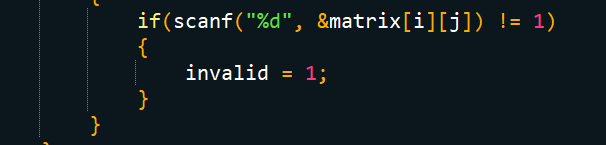 {
if(scanf("%d", &matrix[i][j]) != 1)
{
invalid = 1;
}
}